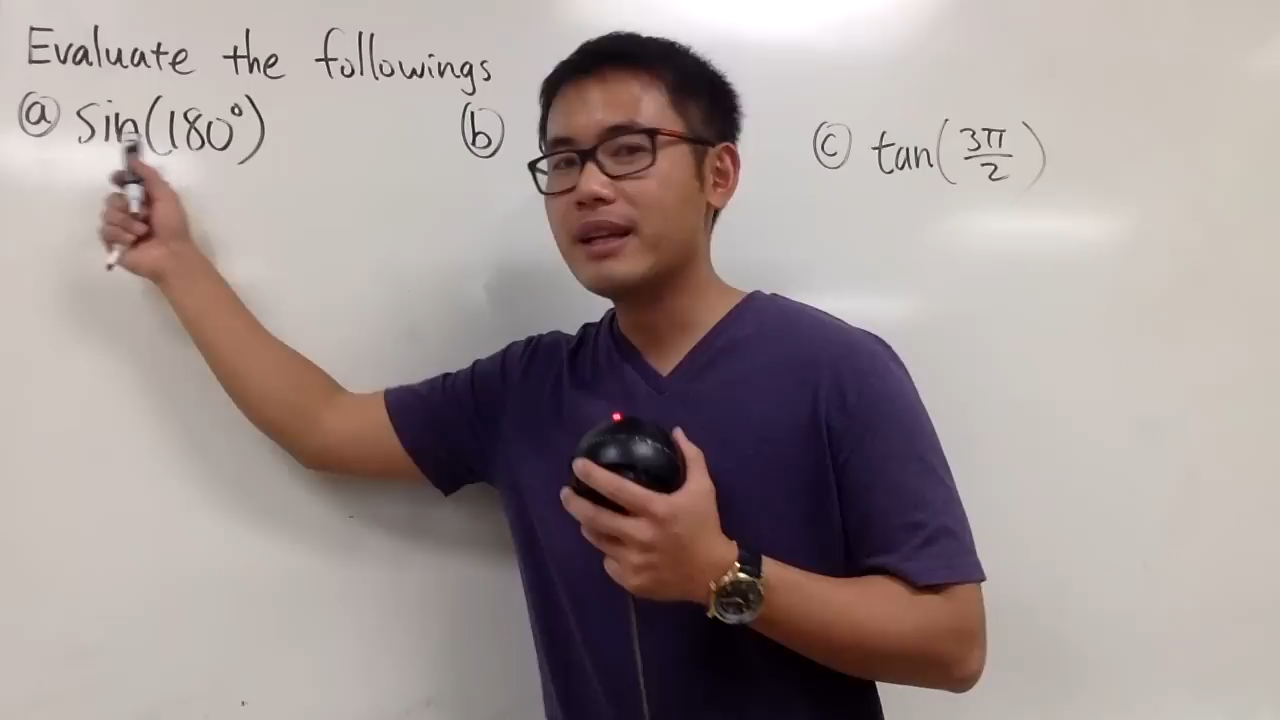 Evaluate the followings
ⓐ sin(180°) ⓑ ⓒ tan(3π/2)